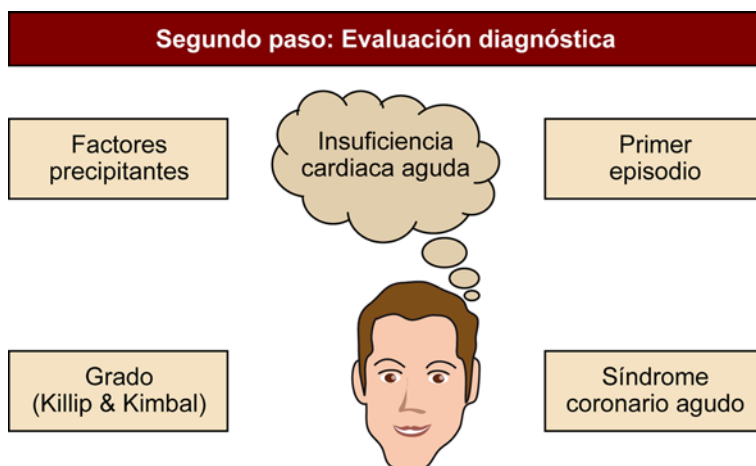 Segundo paso: Evaluación diagnóstica
Factores
precipitantes
Insuficiencia
cardiaca aguda
Primer
episodio
Grado
(Killip & Kimbal)
Síndrome
coronario agudo